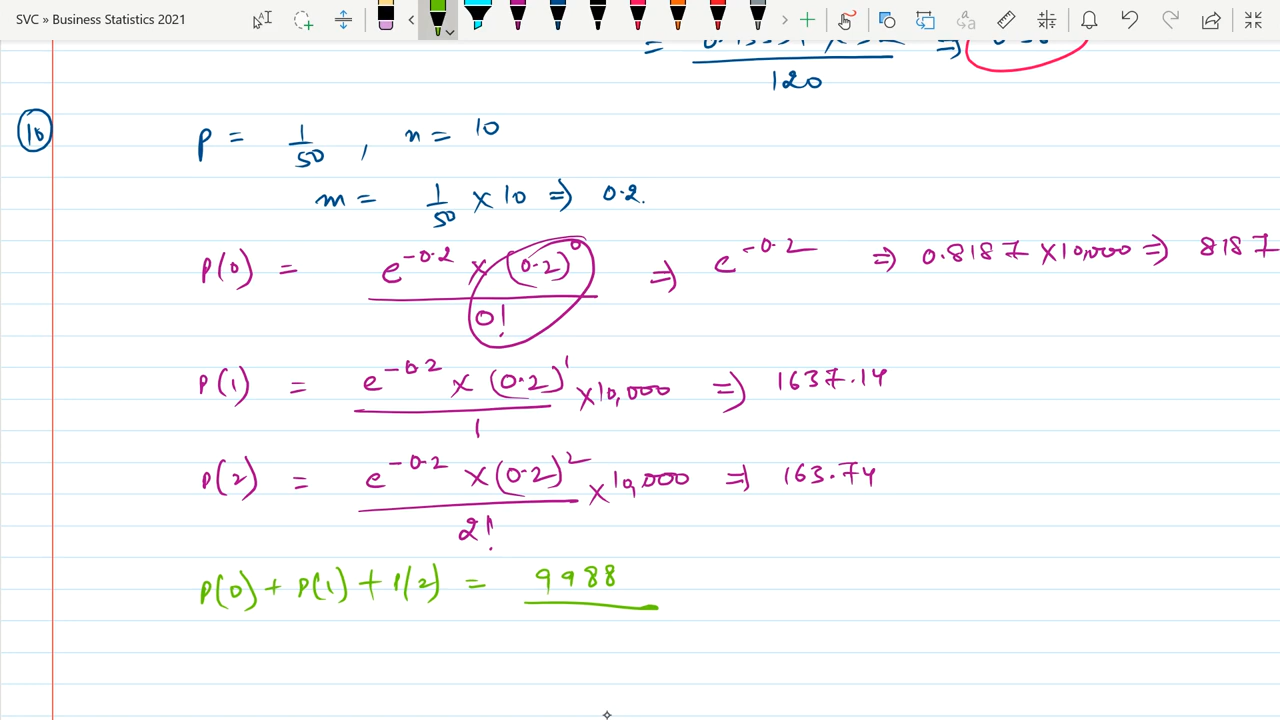 SVC » Business Statistics 2021
=
120
10
P = 1/50 , n = 10
m = 1/50 × 10 ⇒ 0.2.
P(0) = e^-0.2 × (0.2)^0 / 0! ⇒ e^-0.2 ⇒ 0.8187 × 10,000 ⇒ 8187
P(1) = e^-0.2 × (0.2)^1 / 1 × 10,000 ⇒ 1637.14
P(2) = e^-0.2 × (0.2)^2 / 2! × 10,000 ⇒ 163.74
P(0) + P(1) + P(2) = 9988